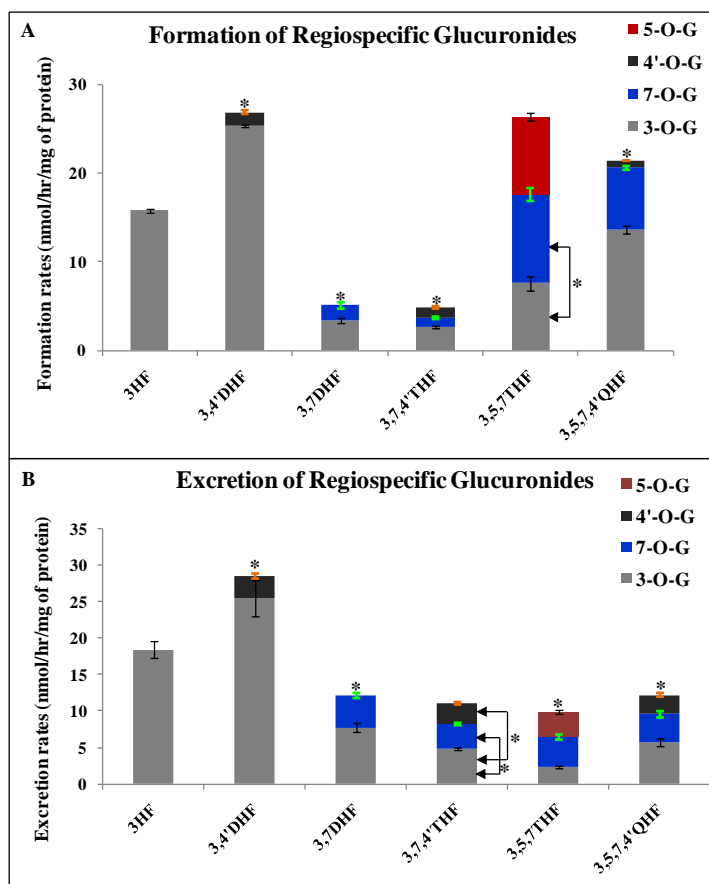 A
Formation of Regiospecific Glucuronides
5-O-G
4'-O-G
7-O-G
3-O-G
Formation rates (nmol/hr/mg of protein)
30
20
10
0
*
*
*
*
*
3HF
3,4'DHF
3,7DHF
3,7,4'THF
3,5,7THF
3,5,7,4'QHF
B
Excretion of Regiospecific Glucuronides
5-O-G
4'-O-G
7-O-G
3-O-G
Excretion rates (nmol/hr/mg of protein)
35
30
25
20
15
10
5
0
*
*
*
*
*
*
3HF
3,4'DHF
3,7DHF
3,7,4'THF
3,5,7THF
3,5,7,4'QHF